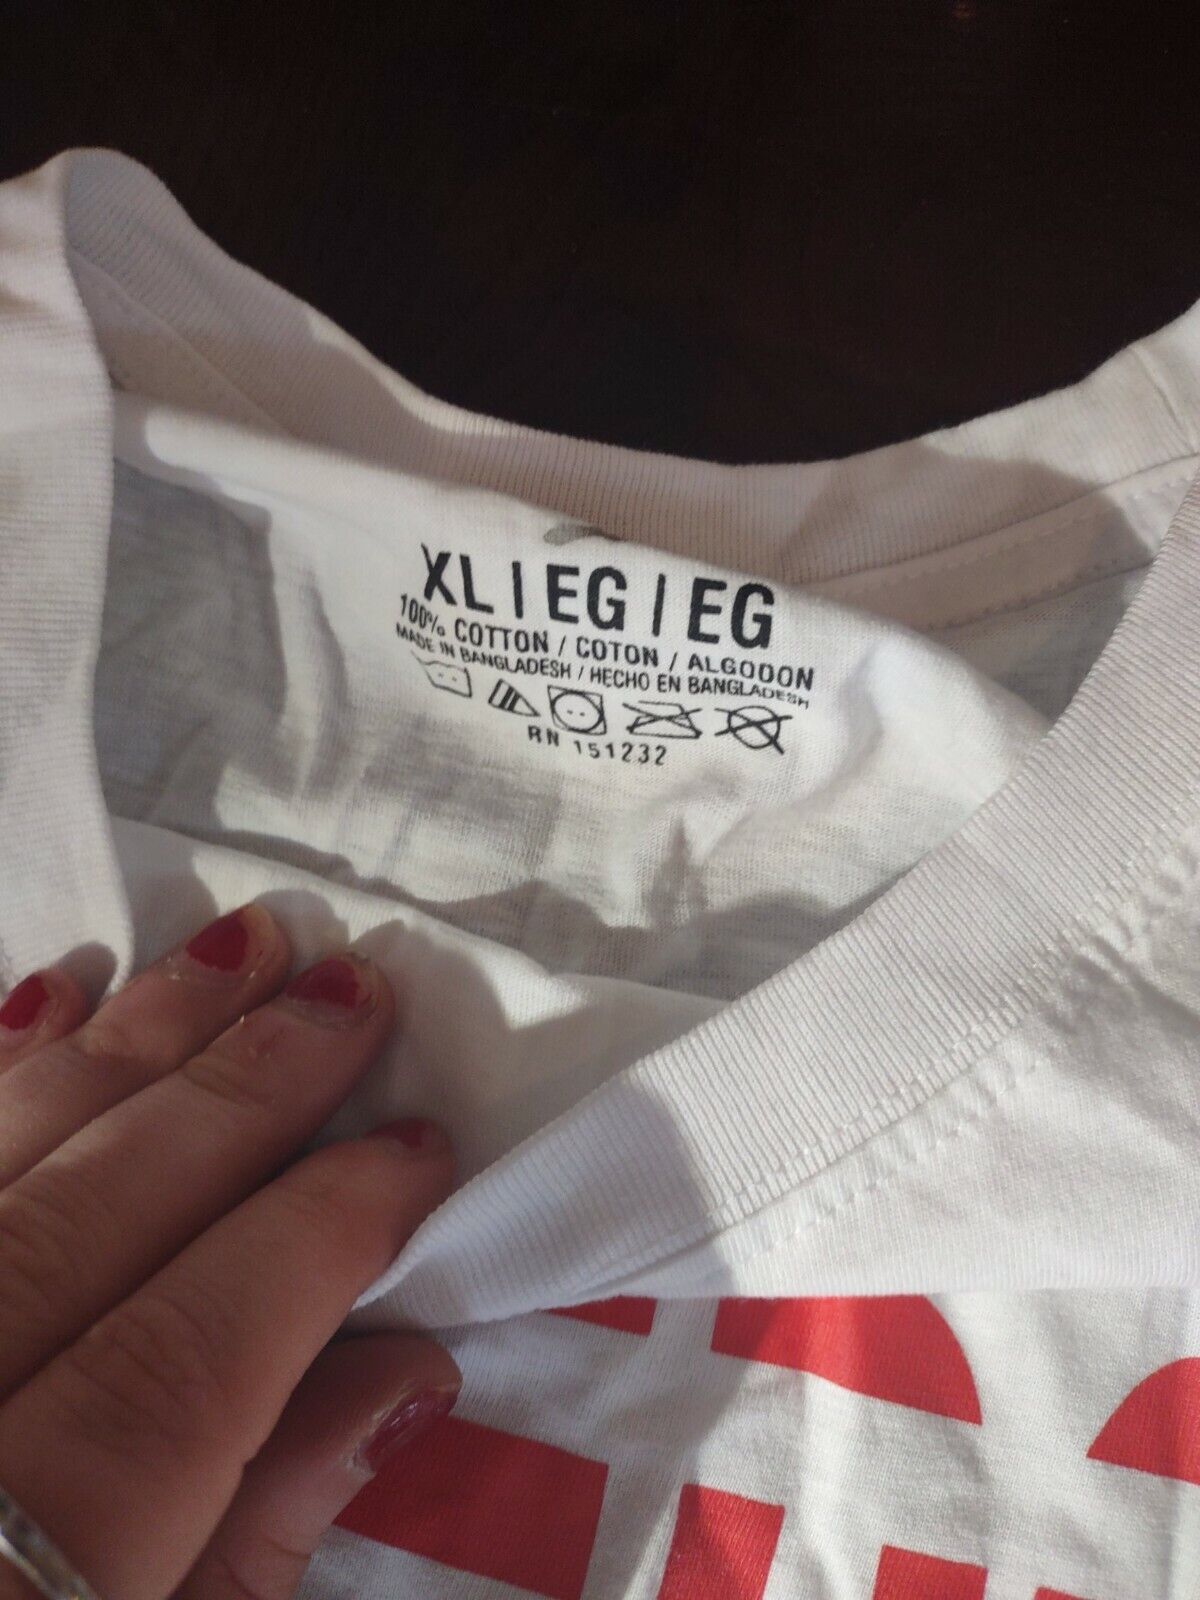 XL | EG | EG
100% COTTON / COTON / ALGODON
MADE IN BANGLADESH / HECHO EN BANGLADESH
RN 151232